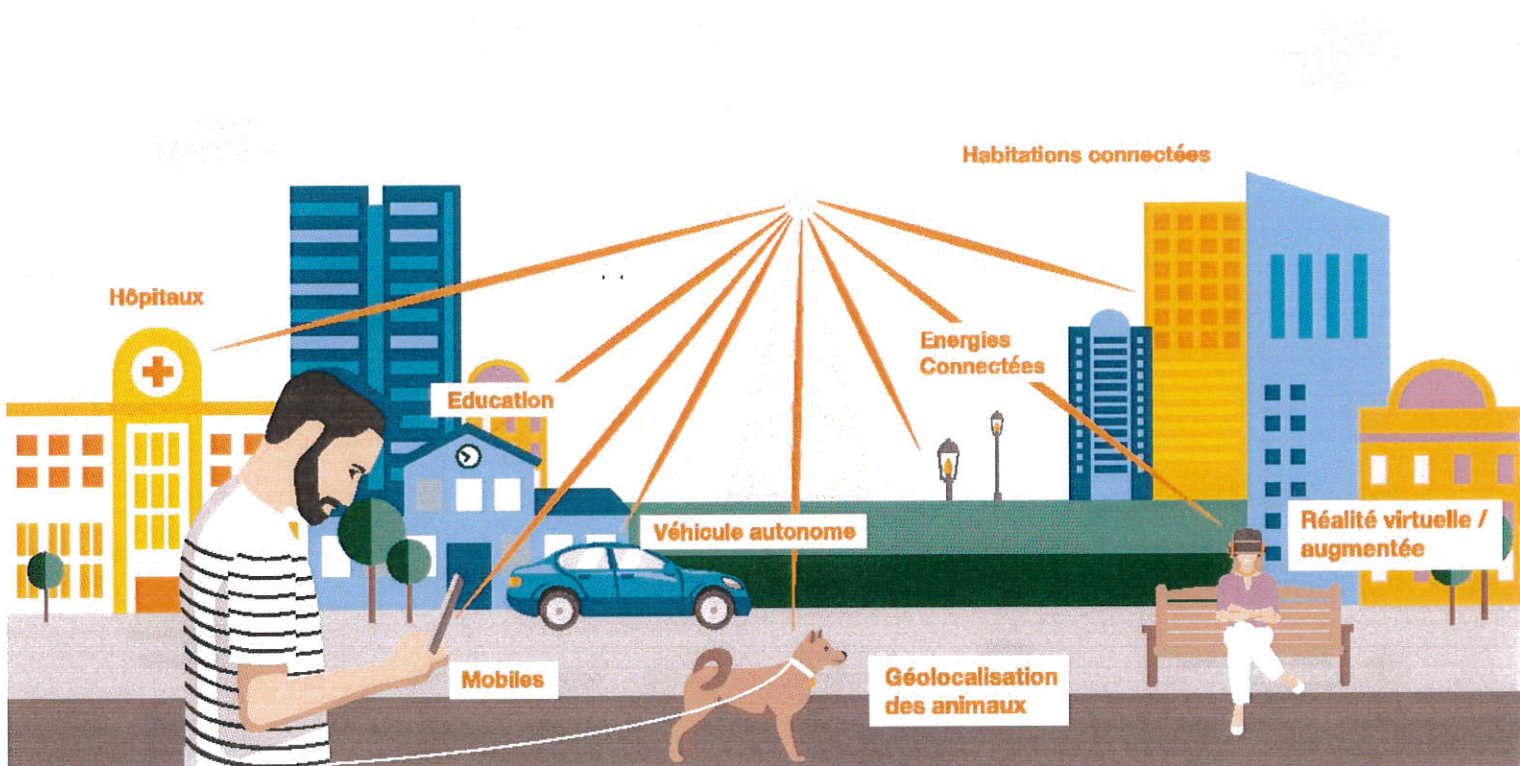 Habitations connectées
Hôpitaux
Energies
Connectées
Education
Véhicule autonome
Réalité virtuelle /
augmentée
Mobiles
Géolocalisation
des animaux